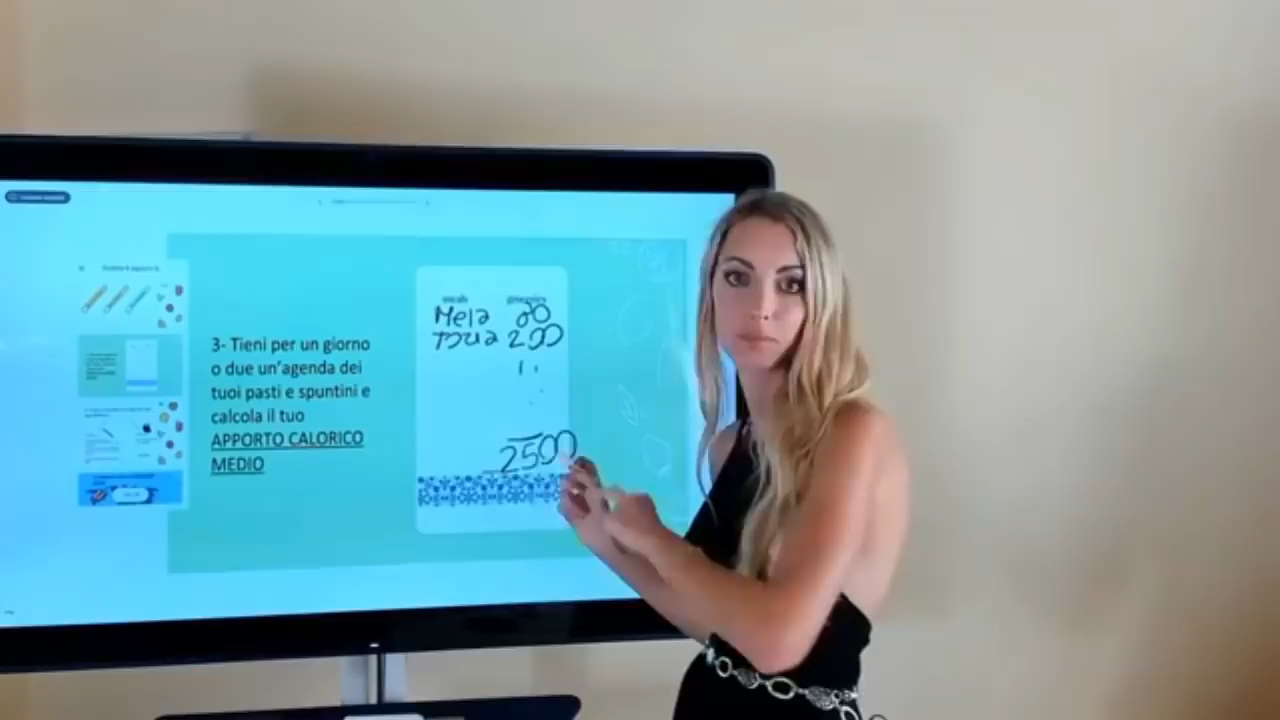 3- Tieni per un giorno
o due un'agenda dei
tuoi pasti e spuntini e
calcola il tuo
APPORTO CALORICO
MEDIO
Mela 80
200
2500